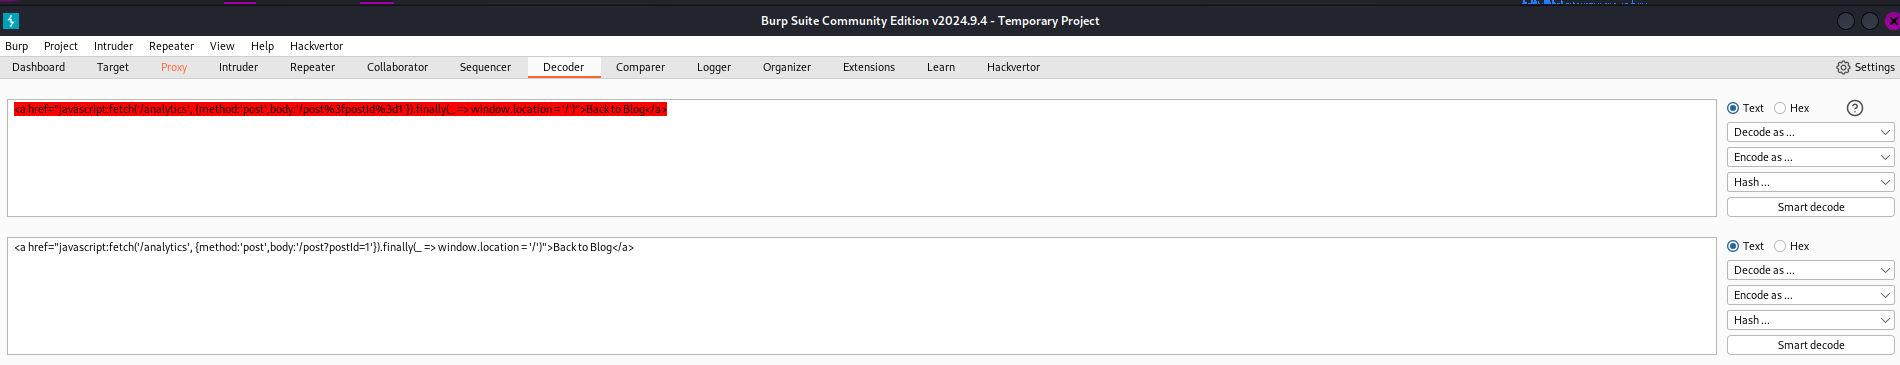 Burp Suite Community Edition v2024.9.4 - Temporary Project
Burp Project Intruder Repeater View Help Hackvertor
Dashboard Target Proxy Intruder Repeater Collaborator Sequencer Decoder Comparer Logger Organizer Extensions Learn Hackvertor Settings
<a href="javascript:fetch('/analytics', {method:'post',body:'/post%3fpostId%3d1'}).finally(_ => window.location = '/')">Back to Blog</a>
Text Hex ?
Decode as ...
Encode as ...
Hash ...
Smart decode
<a href="javascript:fetch('/analytics', {method:'post',body:'/post?postId=1'}).finally(_ => window.location = '/')">Back to Blog</a>
Text Hex
Decode as ...
Encode as ...
Hash ...
Smart decode